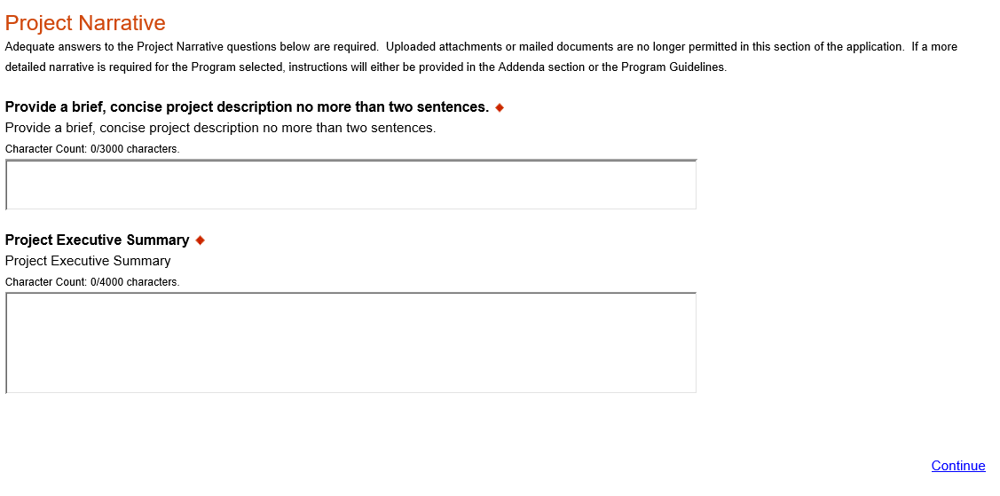 Project Narrative
Adequate answers to the Project Narrative questions below are required.  Uploaded attachments or mailed documents are no longer permitted in this section of the application.  If a more
detailed narrative is required for the Program selected, instructions will either be provided in the Addenda section or the Program Guidelines.
Provide a brief, concise project description no more than two sentences.
Provide a brief, concise project description no more than two sentences.
Character Count: 0/3000 characters.
Project Executive Summary
Project Executive Summary
Character Count: 0/4000 characters.
Continue